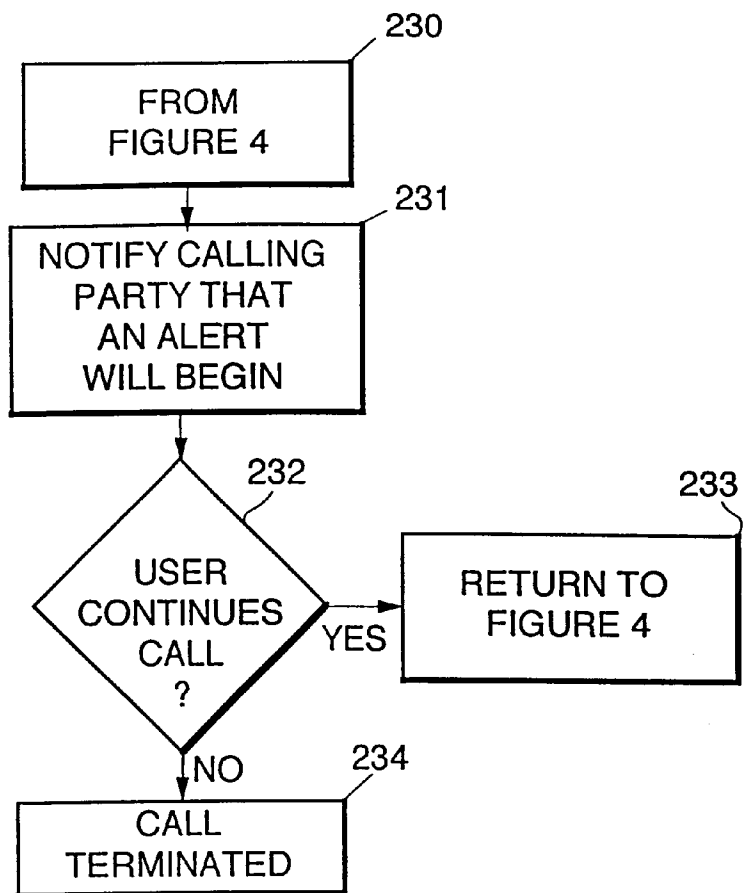 230
FROM
FIGURE 4
231
NOTIFY CALLING
PARTY THAT
AN ALERT
WILL BEGIN
232
USER
CONTINUES
CALL
?
YES
233
RETURN TO
FIGURE 4
NO
234
CALL
TERMINATED